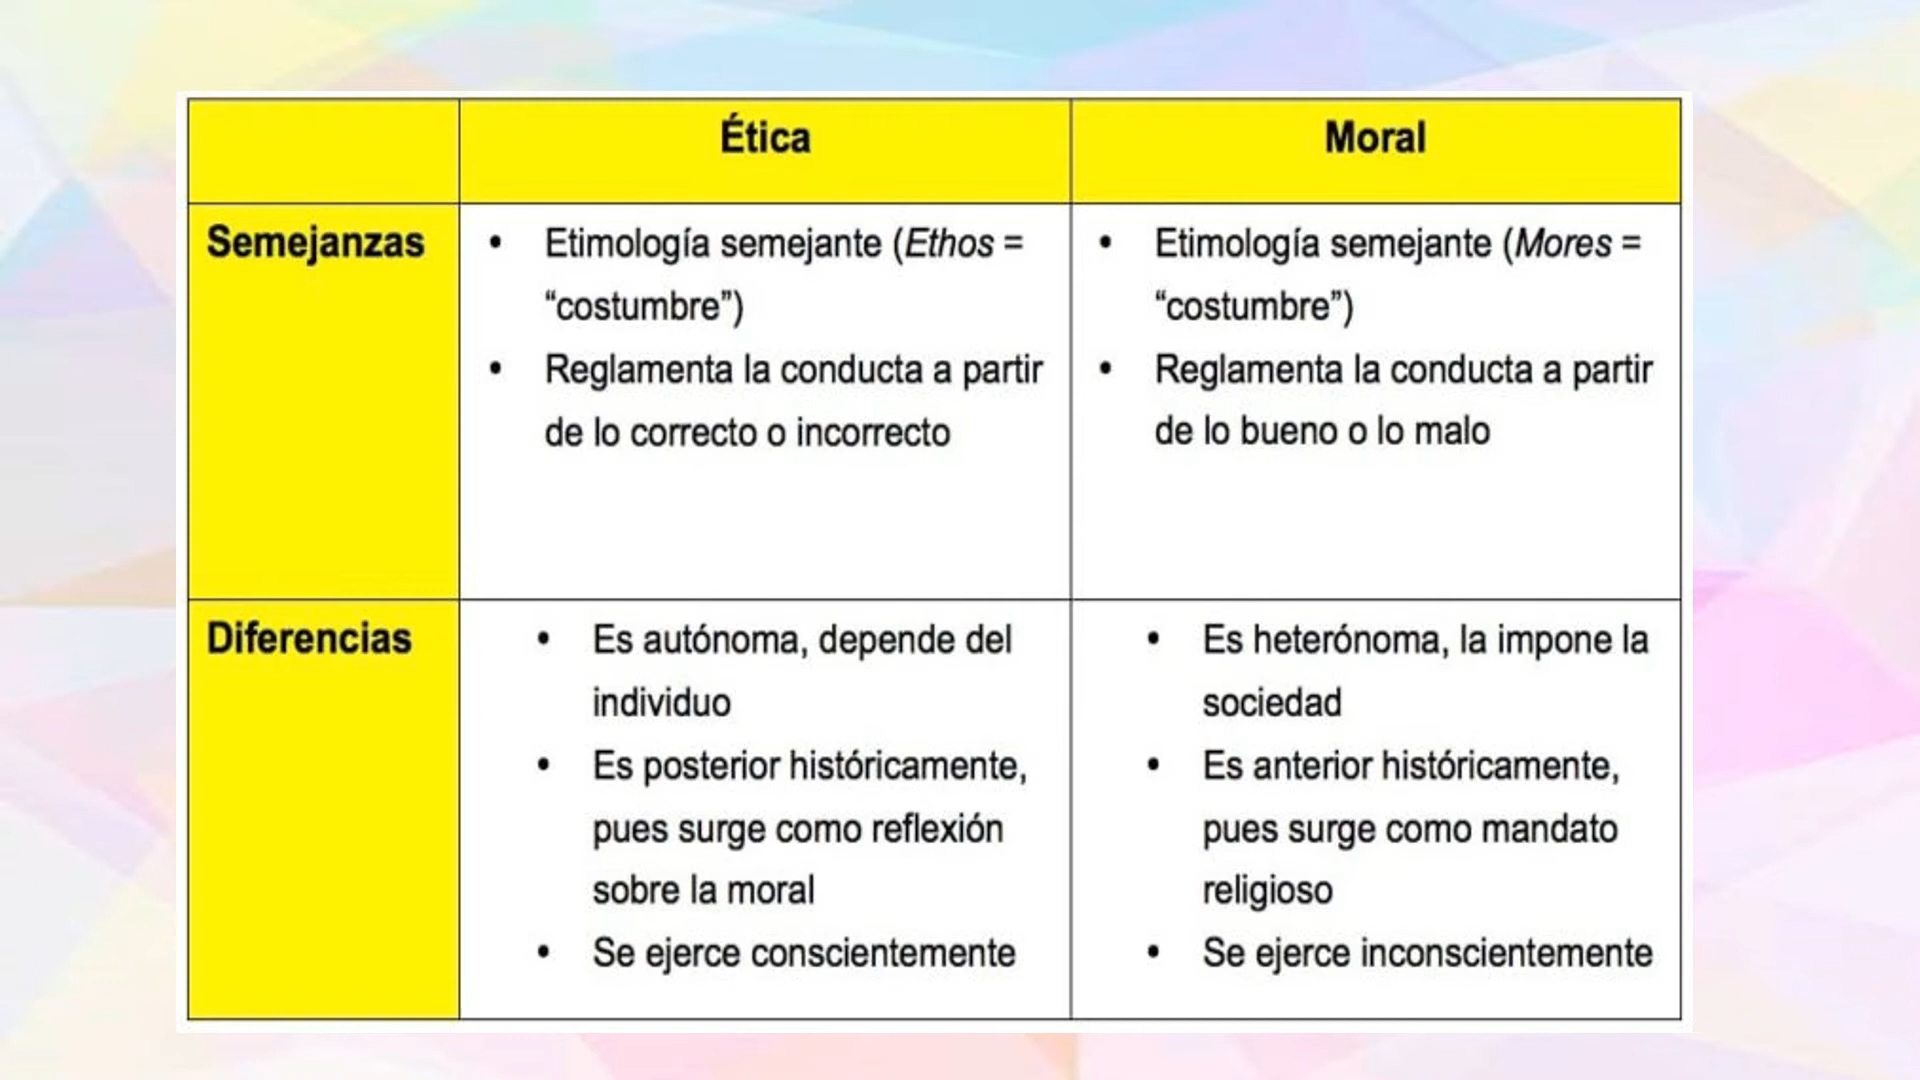 Ética
Moral
Semejanzas
• Etimología semejante (Ethos =
“costumbre”)
• Reglamenta la conducta a partir
de lo correcto o incorrecto
• Etimología semejante (Mores =
“costumbre”)
• Reglamenta la conducta a partir
de lo bueno o lo malo
Diferencias
• Es autónoma, depende del
individuo
• Es posterior históricamente,
pues surge como reflexión
sobre la moral
• Se ejerce conscientemente
• Es heterónoma, la impone la
sociedad
• Es anterior históricamente,
pues surge como mandato
religioso
• Se ejerce inconscientemente